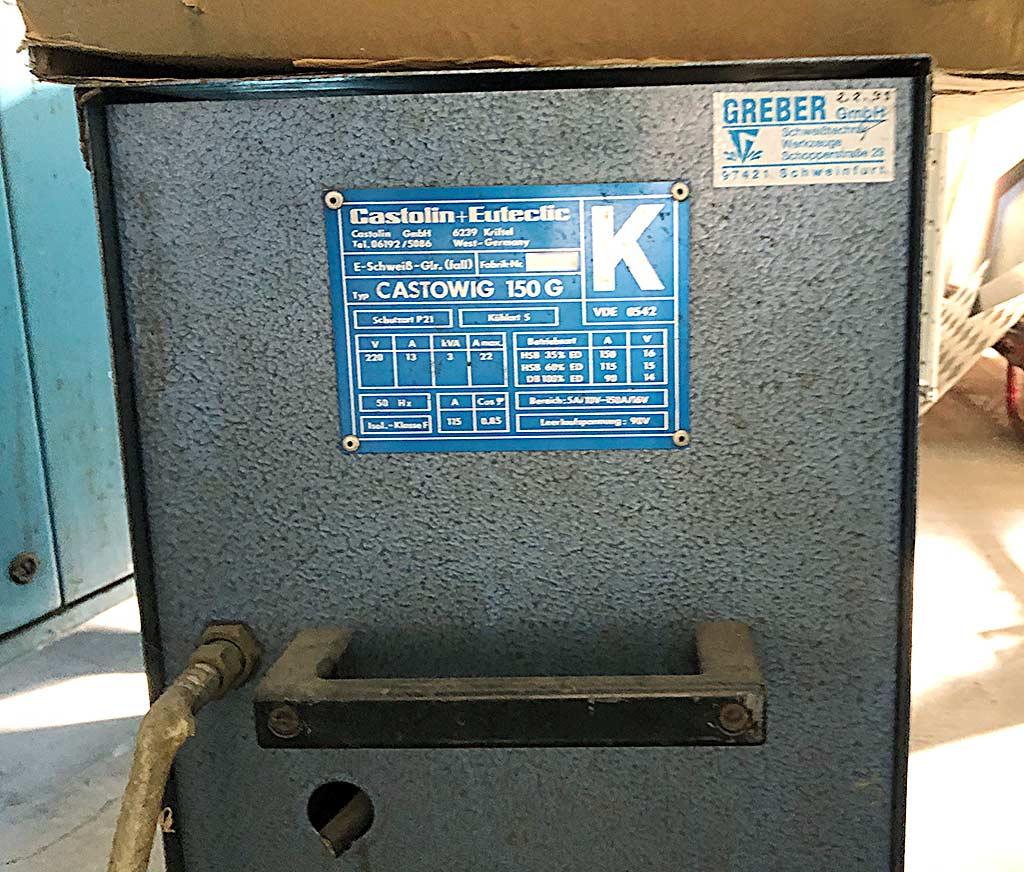 GREBER GmbH
Schweißtechnik
Werkzeuge
Schopperstraße 25
97421 Schweinfurt
Castolin+Eutectic
Castolin GmbH 6239 Kriftel
Tel. 06192/5086 West-Germany
K
E-Schweiß-Glr. (fall) Fabrik-Nr.
Typ CASTOWIG 150 G
VDE 0542
Schutzart P21 Kühlart S
V A kVA A max.
220 13 3 22
Betriebsart A V
HSB 35% ED 150 16
HSB 60% ED 115 15
DB 100% ED 90 14
50 Hz A Cos φ
Isol.-Klasse F 115 0.85
Bereich: 5A/10V-150A/16V
Leerlaufspannung: 98V